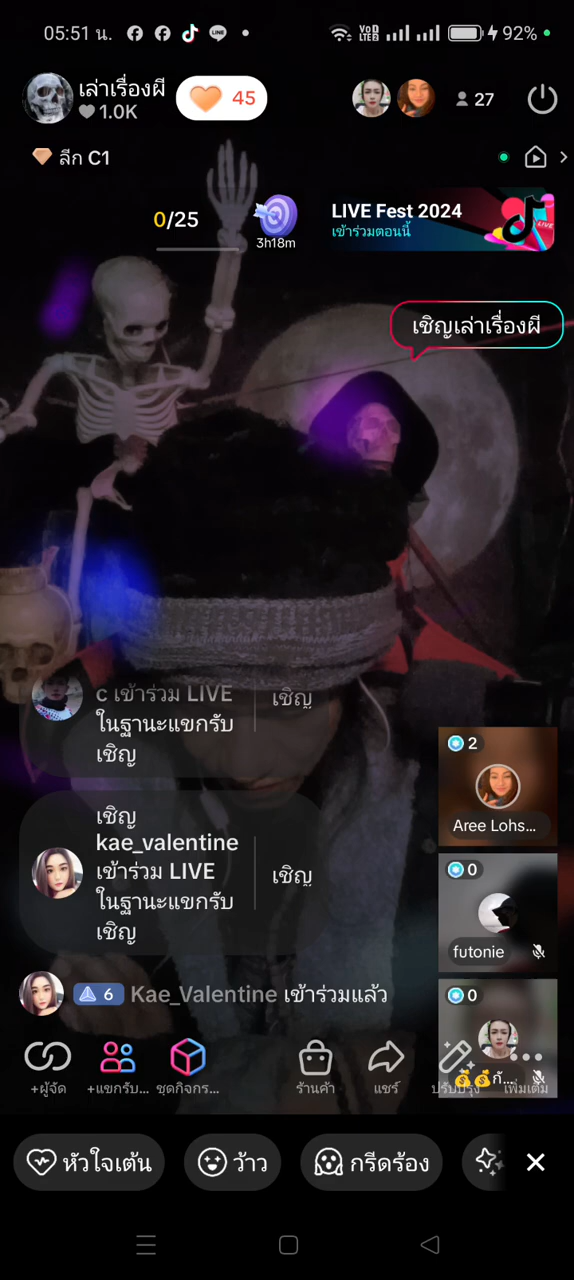 05:51 น.
VoD LTE2
92%
เล่าเรื่องผี
1.0K
45
27
ลีก C1
0/25
3h18m
LIVE Fest 2024
เข้าร่วมตอนนี้
LIVE
เชิญเล่าเรื่องผี
c เข้าร่วม LIVE
ในฐานะแขกรับ
เชิญ
เชิญ
เชิญ
kae_valentine
เข้าร่วม LIVE
ในฐานะแขกรับ
เชิญ
เชิญ
2
Aree Lohs...
0
futonie
0
💰💰กั...
6 Kae_Valentine เข้าร่วมแล้ว
+ผู้จัด
+แขกรับ...
ชุดกิจกร...
ร้านค้า
แชร์
ปรับปรุง
เพิ่มเติม
หัวใจเต้น
ว้าว
กรีดร้อง